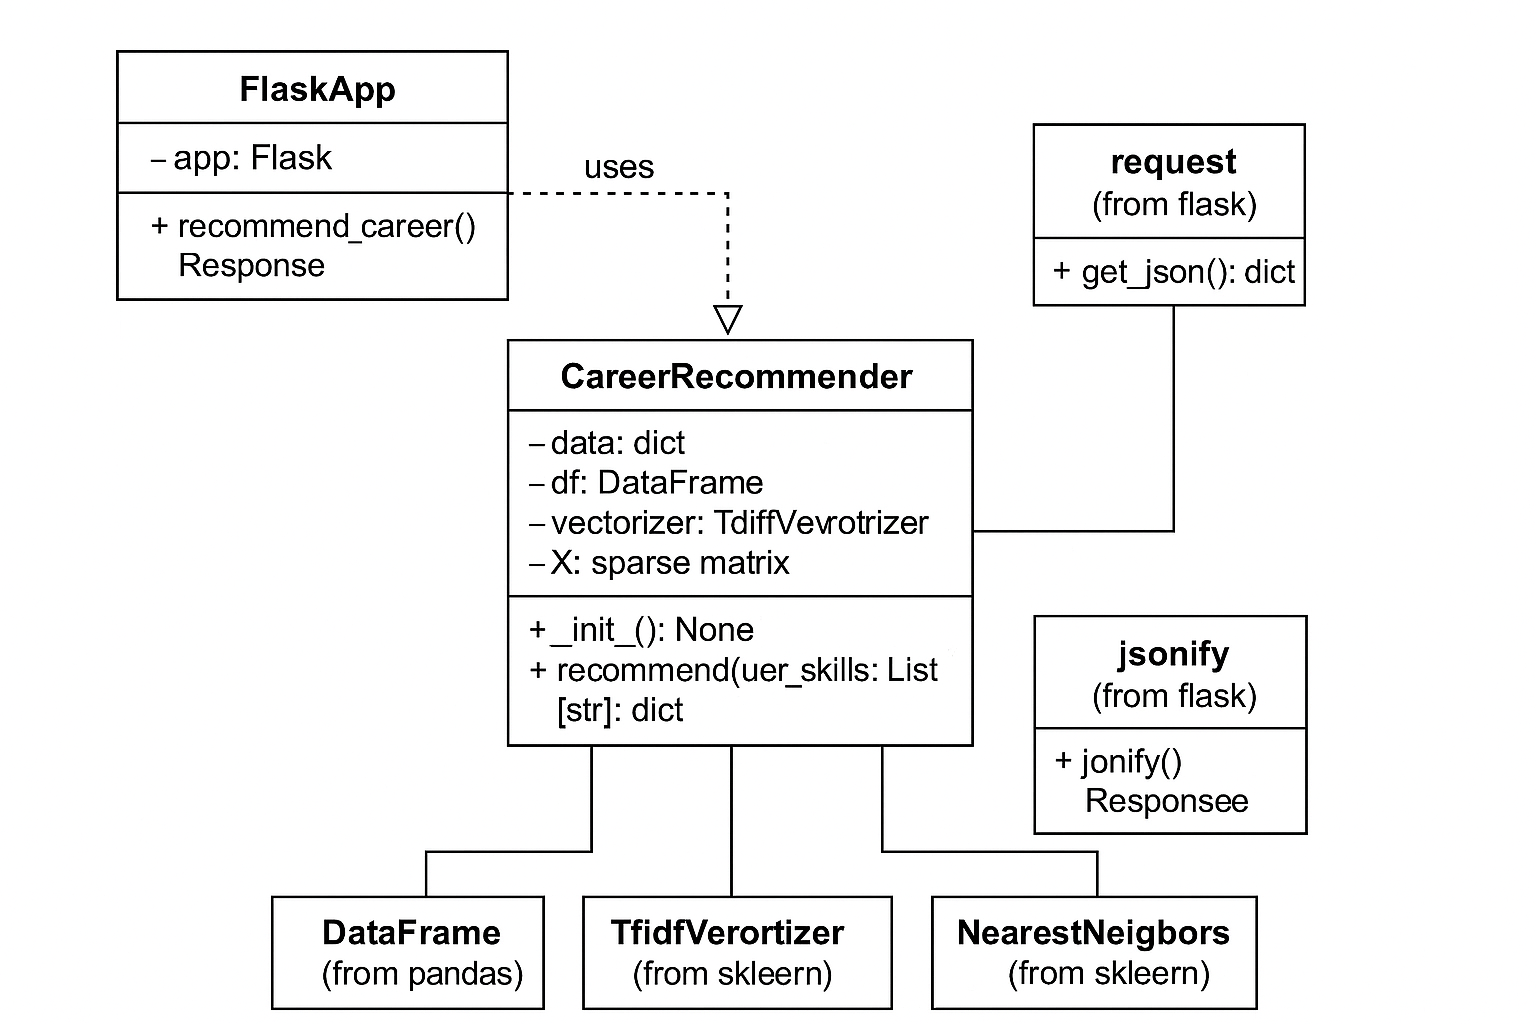 FlaskApp
– app: Flask
+ recommend_career()
Response
uses
request
(from flask)
+ get_json(): dict
CareerRecommender
– data: dict
– df: DataFrame
– vectorizer: TdiffVevrotrizer
– X: sparse matrix
+ _init_(): None
+ recommend(uer_skills: List
[str]: dict
jsonify
(from flask)
+ jonify()
Responsee
DataFrame
(from pandas)
TfidfVerortizer
(from skleern)
NearestNeigbors
(from skleern)